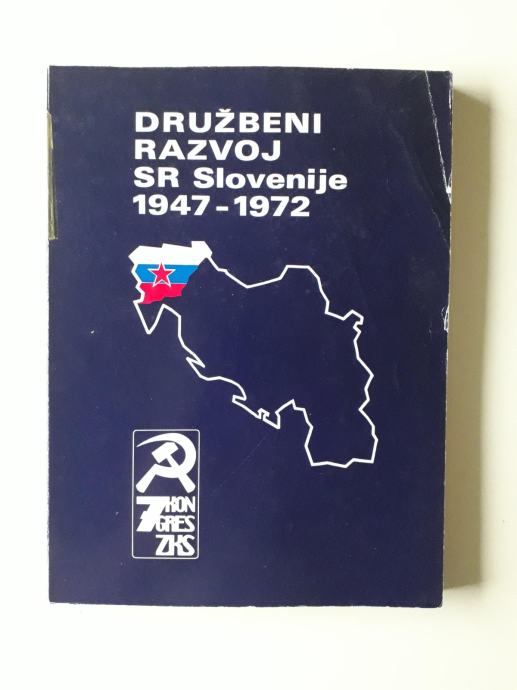 DRUŽBENI
RAZVOJ
SR Slovenije
1947-1972
7 KON
GRES
ZKS